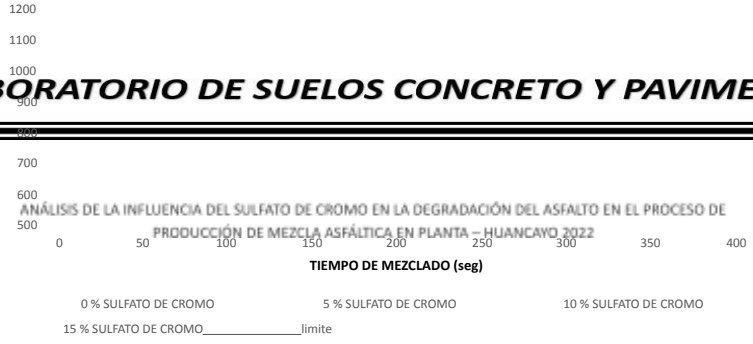 1200
1100
1000
BORATORIO DE SUELOS CONCRETO Y PAVIME
900
800
700
600
ANÁLISIS DE LA INFLUENCIA DEL SULFATO DE CROMO EN LA DEGRADACIÓN DEL ASFALTO EN EL PROCESO DE
500
PRODUCCIÓN DE MEZCLA ASFÁLTICA EN PLANTA – HUANCAYO 2022
0 50 100 150 200 250 300 350 400
TIEMPO DE MEZCLADO (seg)
0 % SULFATO DE CROMO 5 % SULFATO DE CROMO 10 % SULFATO DE CROMO
15 % SULFATO DE CROMO________________limite